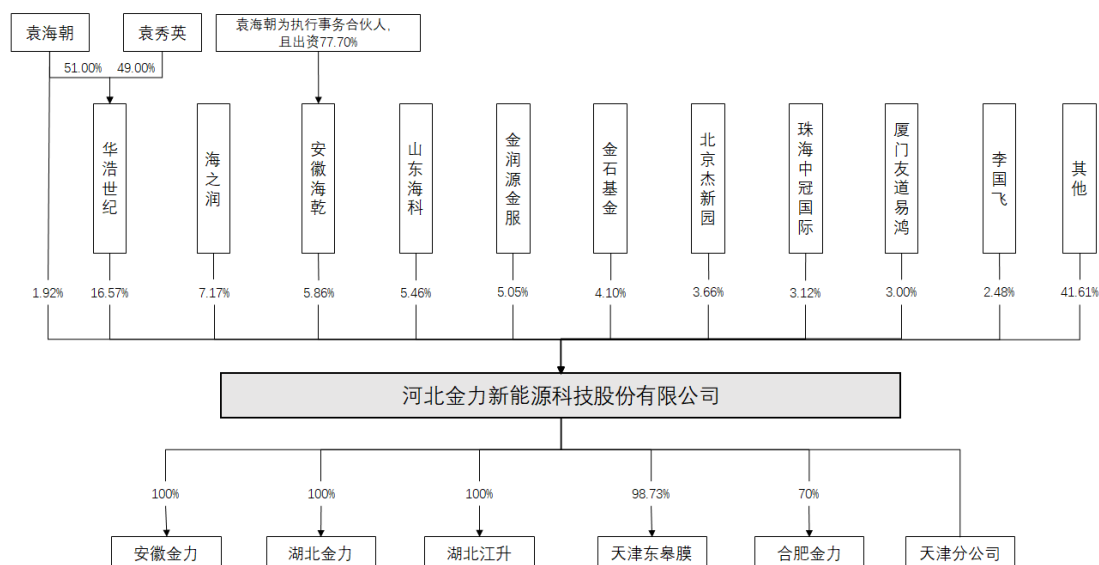 袁海朝
袁秀英
袁海朝为执行事务合伙人，
且出资77.70%
51.00%
49.00%
华浩世纪
海之润
安徽海乾
山东海科
金润源金服
金石基金
北京杰新园
珠海中冠国际
厦门友道易鸿
李国飞
其他
1.92%
16.57%
7.17%
5.86%
5.46%
5.05%
4.10%
3.66%
3.12%
3.00%
2.48%
41.61%
河北金力新能源科技股份有限公司
100%
100%
100%
98.73%
70%
安徽金力
湖北金力
湖北江升
天津东皋膜
合肥金力
天津分公司